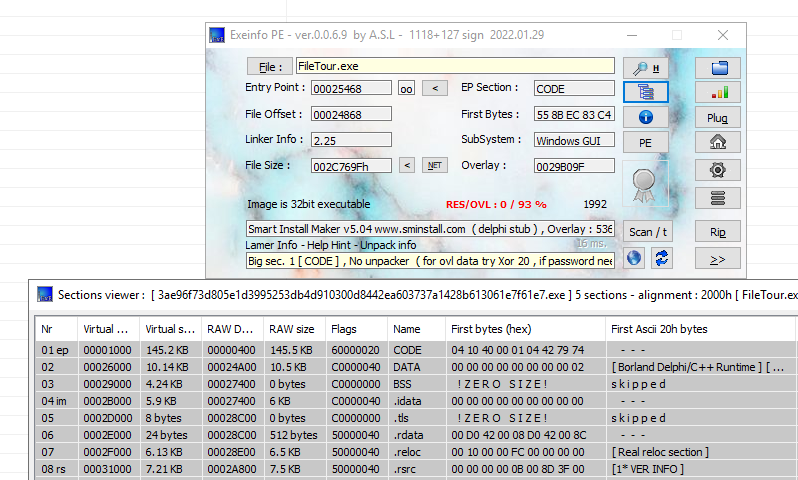 Exeinfo PE - ver.0.0.6.9 by A.S.L - 1118+127 sign 2022.01.29
File : FileTour.exe H
Entry Point : 00025468 oo < EP Section : CODE
File Offset : 00024868 First Bytes : 55 8B EC 83 C4 Plug
Linker Info : 2.25 SubSystem : Windows GUI PE
File Size : 002C769Fh < NET Overlay : 0029B09F
Image is 32bit executable RES/OVL : 0 / 93 % 1992
Smart Install Maker v5.04 www.sminstall.com ( delphi stub ) , Overlay : 536 Scan / t Rip
Lamer Info - Help Hint - Unpack info 16 ms.
Big sec. 1 [ CODE ] , No unpacker ( for ovl data try Xor 20 , if password nee >>
Sections viewer : [ 3ae96f73d805e1d3995253db4d910300d8442ea603737a1428b613061e7f61e7.exe ] 5 sections - alignment : 2000h [ FileTour.ex
Nr Virtual ... Virtual s... RAW D... RAW size Flags Name First bytes (hex) First Ascii 20h bytes
01 ep 00001000 145.2 KB 00000400 145.5 KB 60000020 CODE 04 10 40 00 01 04 42 79 74 - - -
02 00026000 10.14 KB 00024A00 10.5 KB C0000040 DATA 00 00 00 00 00 00 00 00 02 [ Borland Delphi/C++ Runtime ] [ ...
03 00029000 4.24 KB 00027400 0 bytes C0000000 BSS ! Z E R O S I Z E ! s k i p p e d
04 im 0002B000 5.9 KB 00027400 6 KB C0000040 .idata 00 00 00 00 00 00 00 00 00 - - -
05 0002D000 8 bytes 00028C00 0 bytes C0000000 .tls ! Z E R O S I Z E ! s k i p p e d
06 0002E000 24 bytes 00028C00 512 bytes 50000040 .rdata 00 D0 42 00 08 D0 42 00 8C - - -
07 0002F000 6.13 KB 00028E00 6.5 KB 50000040 .reloc 00 10 00 00 FC 00 00 00 00 [ Real reloc section ]
08 rs 00031000 7.21 KB 0002A800 7.5 KB 50000040 .rsrc 00 00 00 00 0B 00 8D 3F 00 [1* VER INFO ]